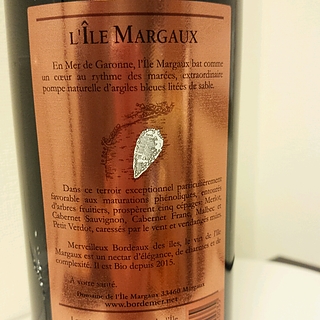 L'ÎLE MARGAUX
En Mer de Garonne, l'Île Margaux bat comme
un cœur au rythme des marées, extraordinaire
pompe naturelle d'argiles bleues litées de sable.
Dans ce terroir exceptionnel particulièrement
favorable aux maturations phénoliques, entourés
d'arbres fruitiers, prospèrent cinq cépages: Merlot,
Cabernet Sauvignon, Cabernet Franc, Malbec et
Petit Verdot, caressés par le vent et vendangés mûrs.
Merveilleux Bordeaux des îles, le vin de l'Île
Margaux est un nectar d'élégance, de charnels et de
complexité. Il est Bio depuis 2015.
A votre santé.
Domaine de l'Île Margaux 33460 Margaux
www.bordenet.net